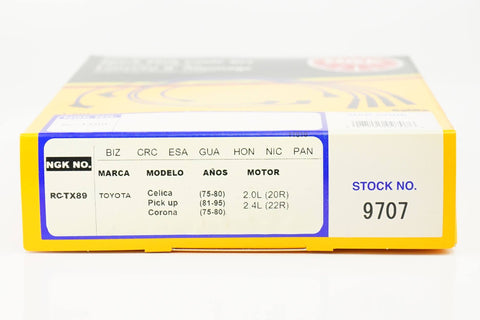 NGK NO.
BIZ CRC ESA GUA HON NIC PAN
MARCA MODELO AÑOS MOTOR
RC-TX89 TOYOTA Celica (75-80) 2.0L (20R)
Pick up (81-95) 2.4L (22R)
Corona (75-80)
STOCK NO.
9707